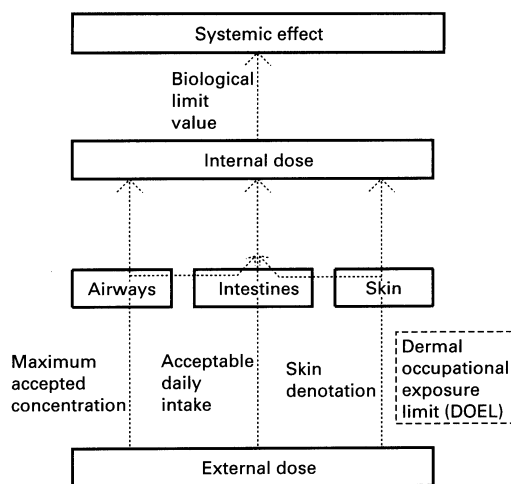 Systemic effect
Biological
limit
value
Internal dose
Airways
Intestines
Skin
Maximum
accepted
concentration
Acceptable
daily
intake
Skin
denotation
Dermal
occupational
exposure
limit (DOEL)
External dose